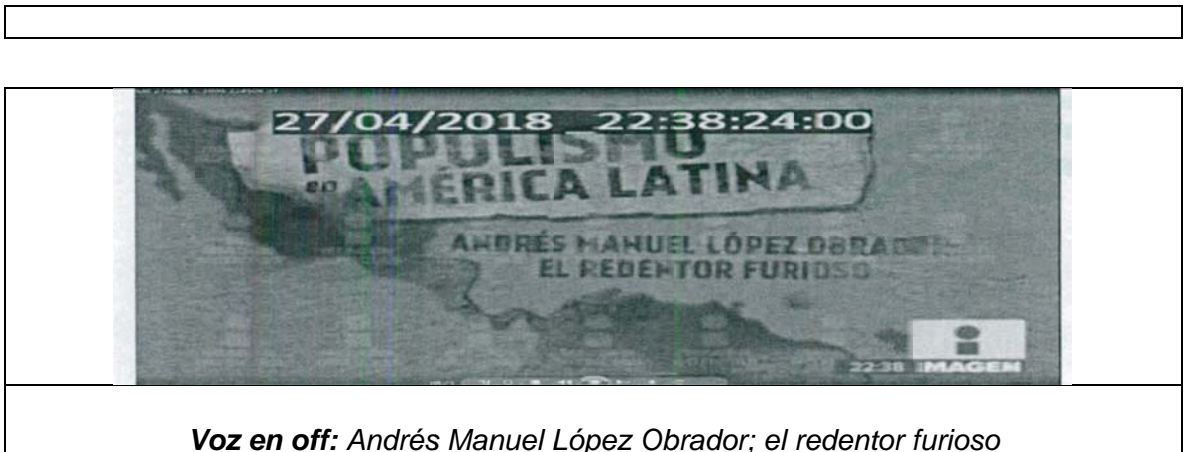 27/04/2018 22:38:24:00
POPULISMO
EN AMÉRICA LATINA
ANDRÉS MANUEL LÓPEZ OBRADOR
EL REDENTOR FURIOSO
22:38 IMAGEN
Voz en off: Andrés Manuel López Obrador; el redentor furioso